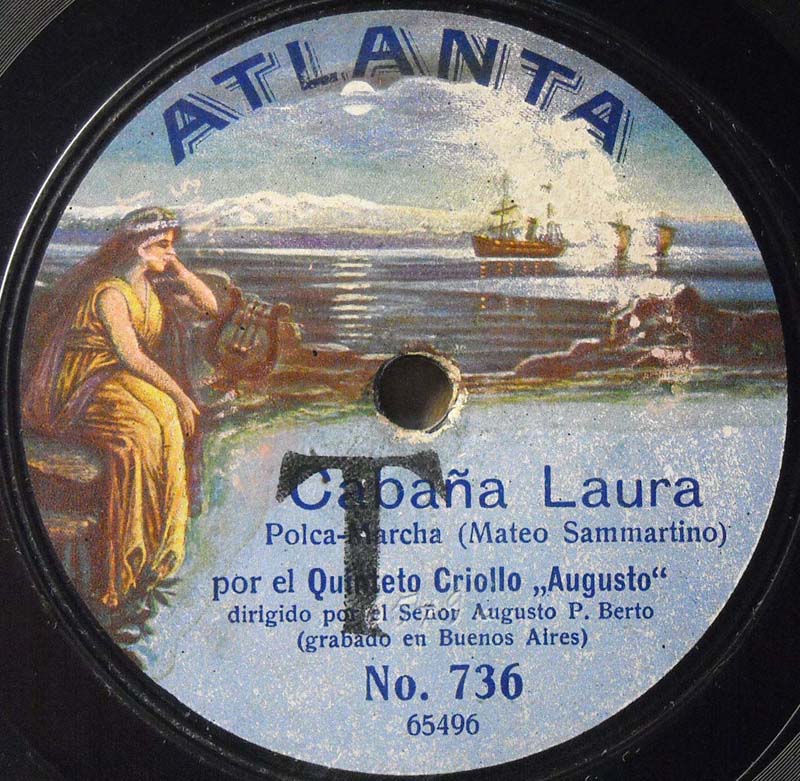 ATLANTA
T
Cabaña Laura
Polca-Marcha (Mateo Sammartino)
por el Quinteto Criollo „Augusto“
dirigido por el Señor Augusto P. Berto
(grabado en Buenos Aires)
No. 736
65496